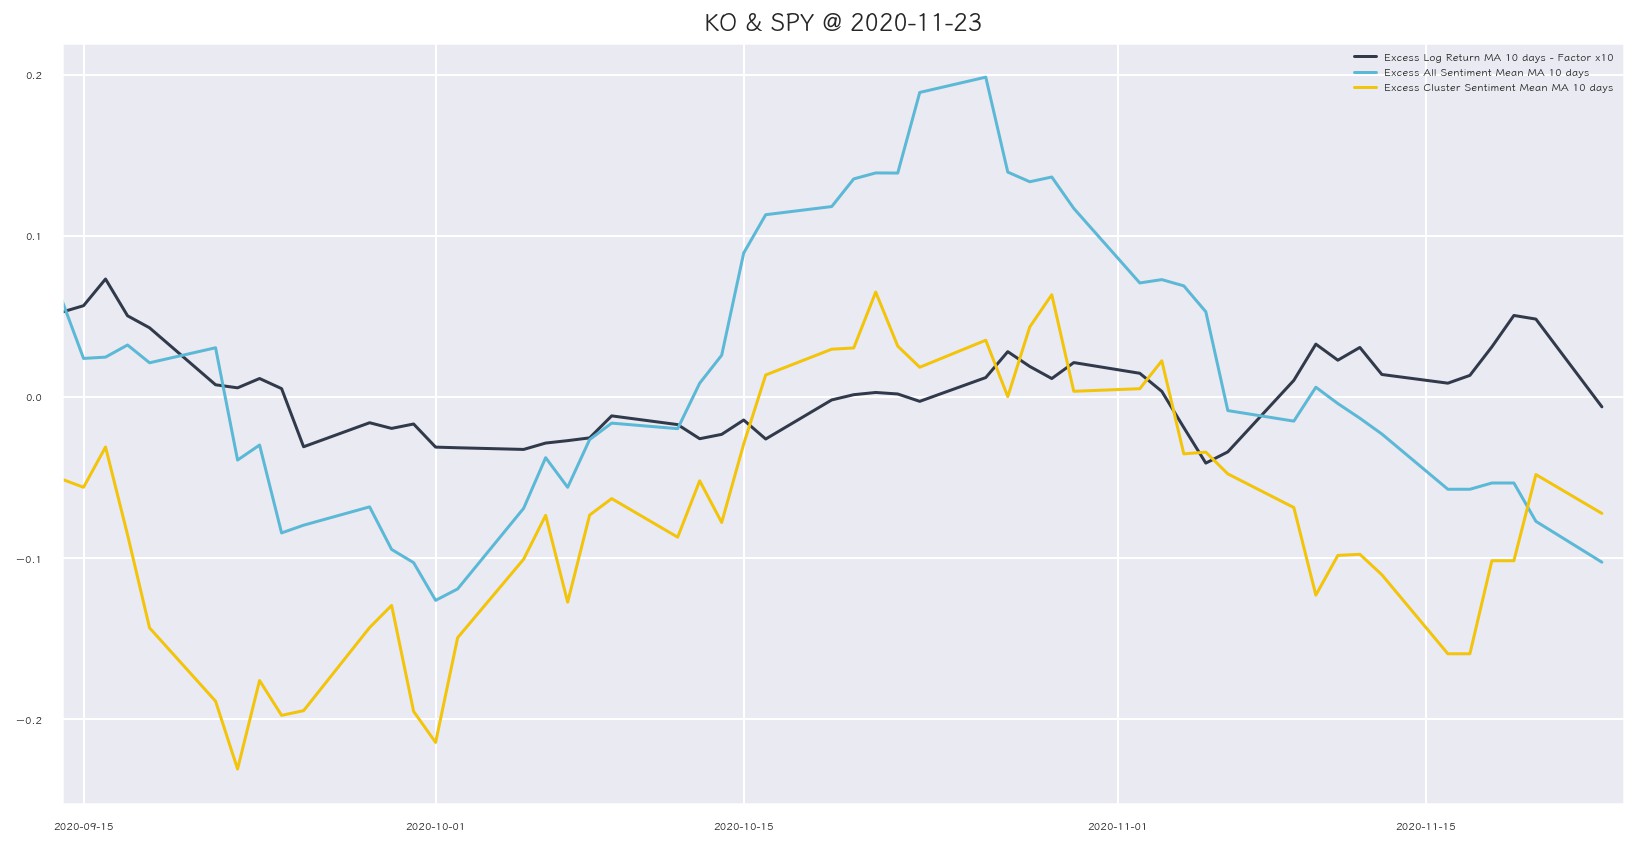 KO & SPY @ 2020-11-23
Excess Log Return MA 10 days - Factor x10
Excess All Sentiment Mean MA 10 days
Excess Cluster Sentiment Mean MA 10 days
0.2
0.1
0.0
−0.1
−0.2
2020-09-15
2020-10-01
2020-10-15
2020-11-01
2020-11-15